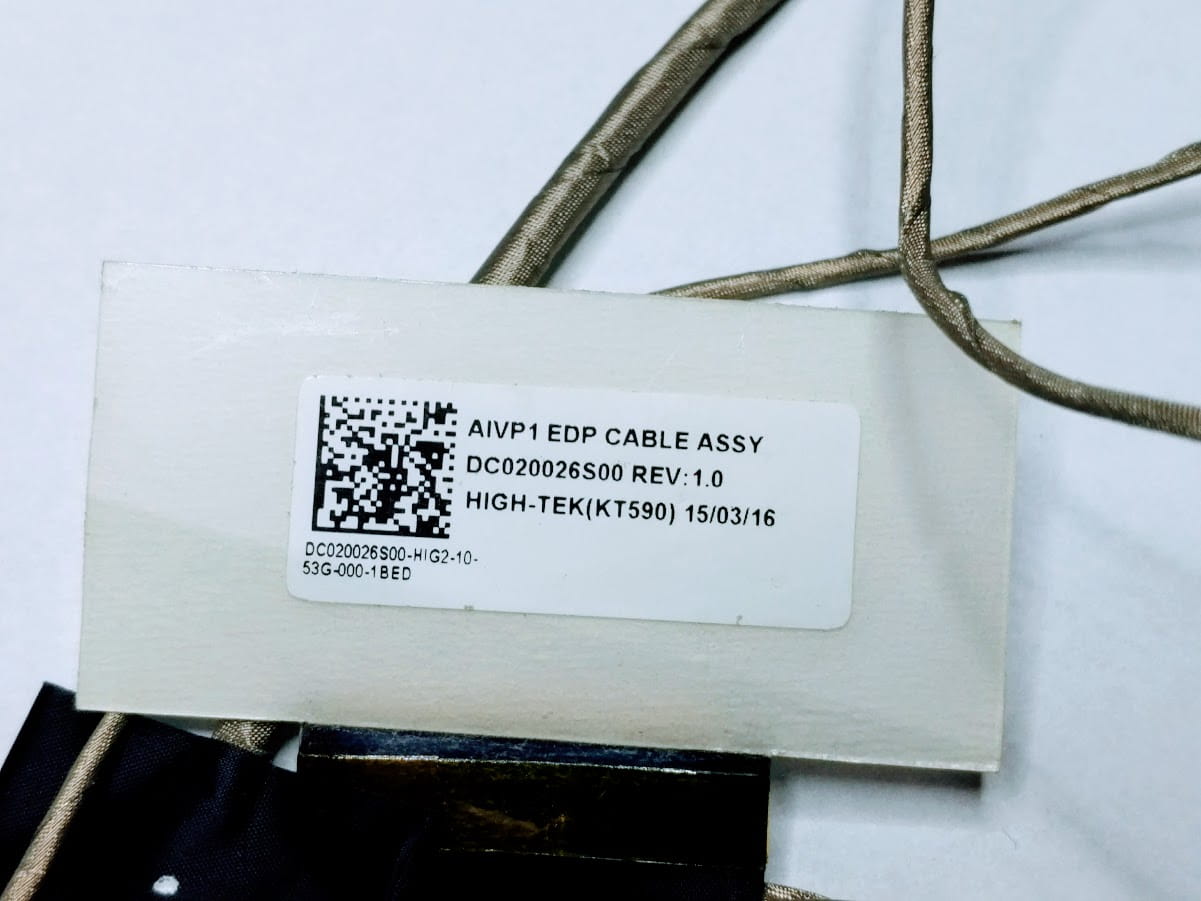 AIVP1 EDP CABLE ASSY
DC020026S00 REV:1.0
HIGH-TEK(KT590) 15/03/16
DC020026S00-HIG2-10-
53G-000-1BED